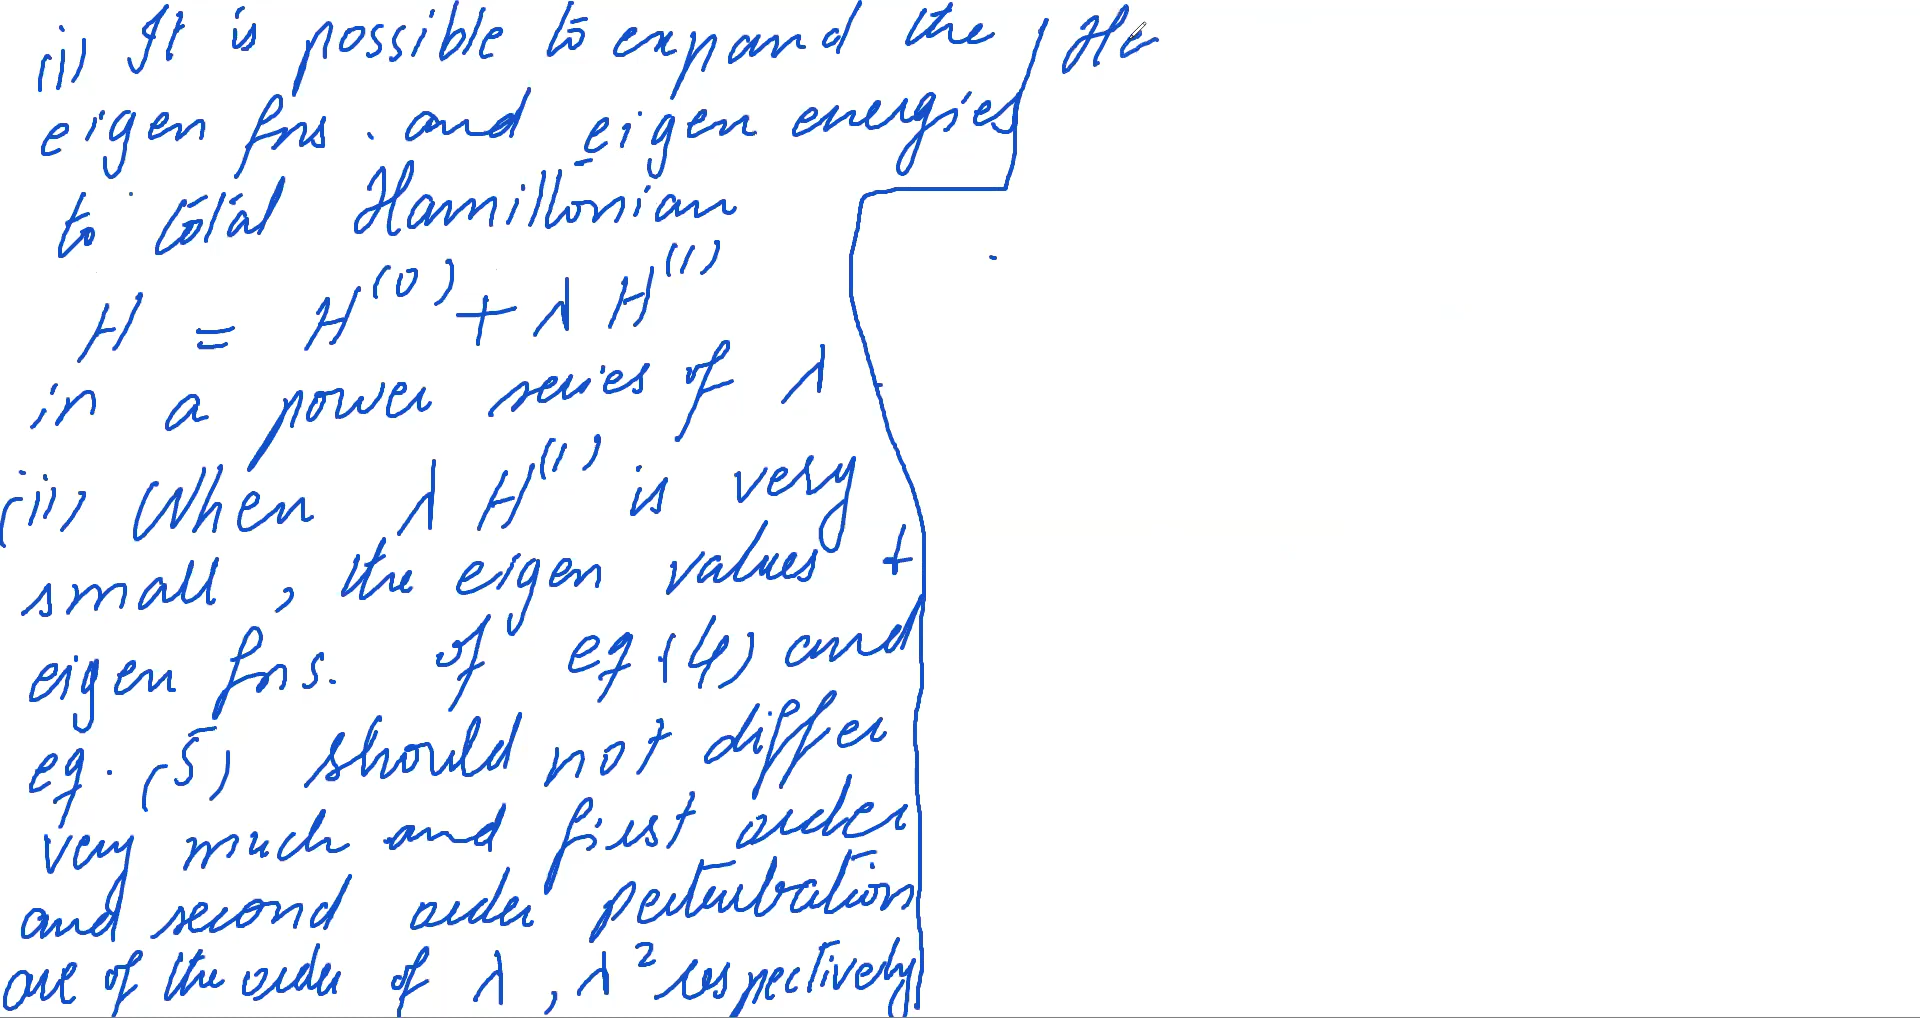 (i) It is possible to expand the
eigen fns. and eigen energies
to total Hamiltonian
H = H^(0) + λ H^(1)
in a power series of λ.
(ii) When λ H^(1) is very
small, the eigen values +
eigen fns. of eq. (4) and
eq. (5) should not differ
very much and first order
and second order perturbation
are of the order of λ, λ² respectively
He